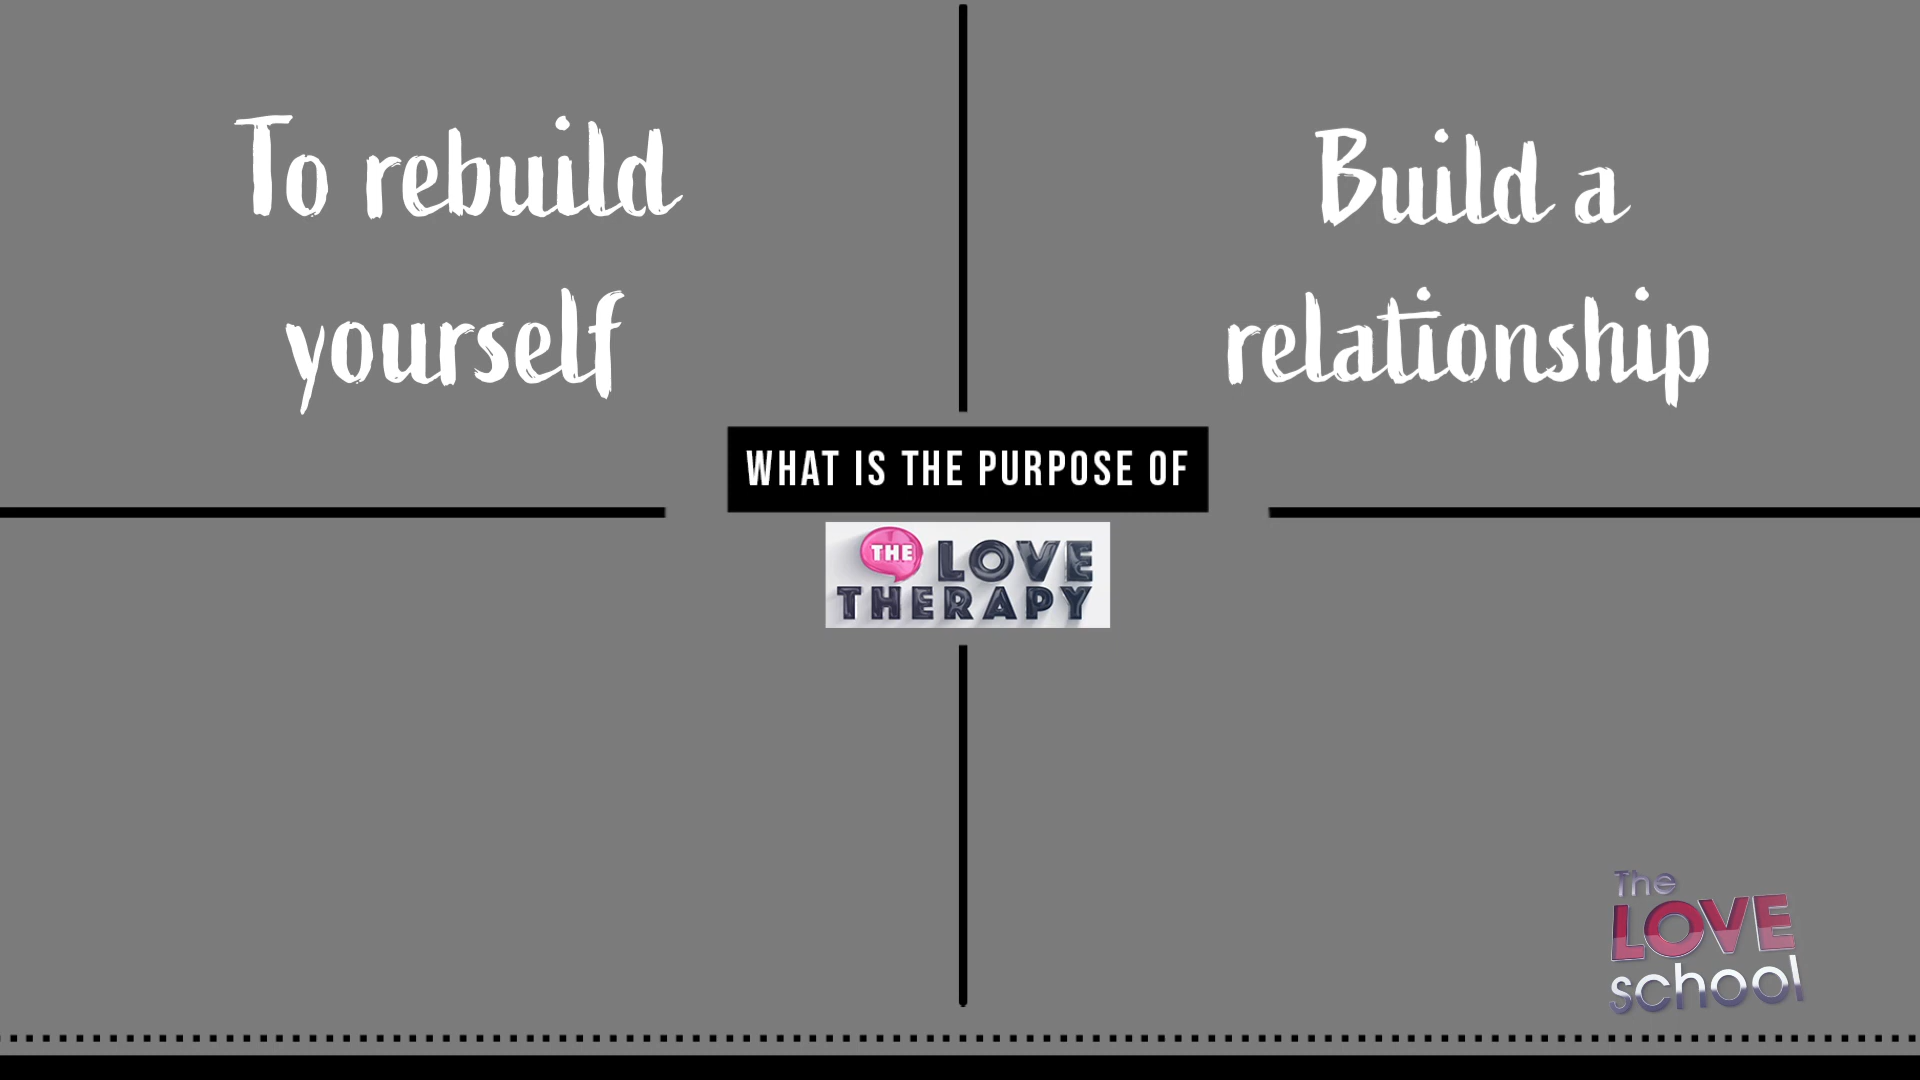 To rebuild
yourself
Build a
relationship
WHAT IS THE PURPOSE OF
THE LOVE
THERAPY
The
LOVE
school